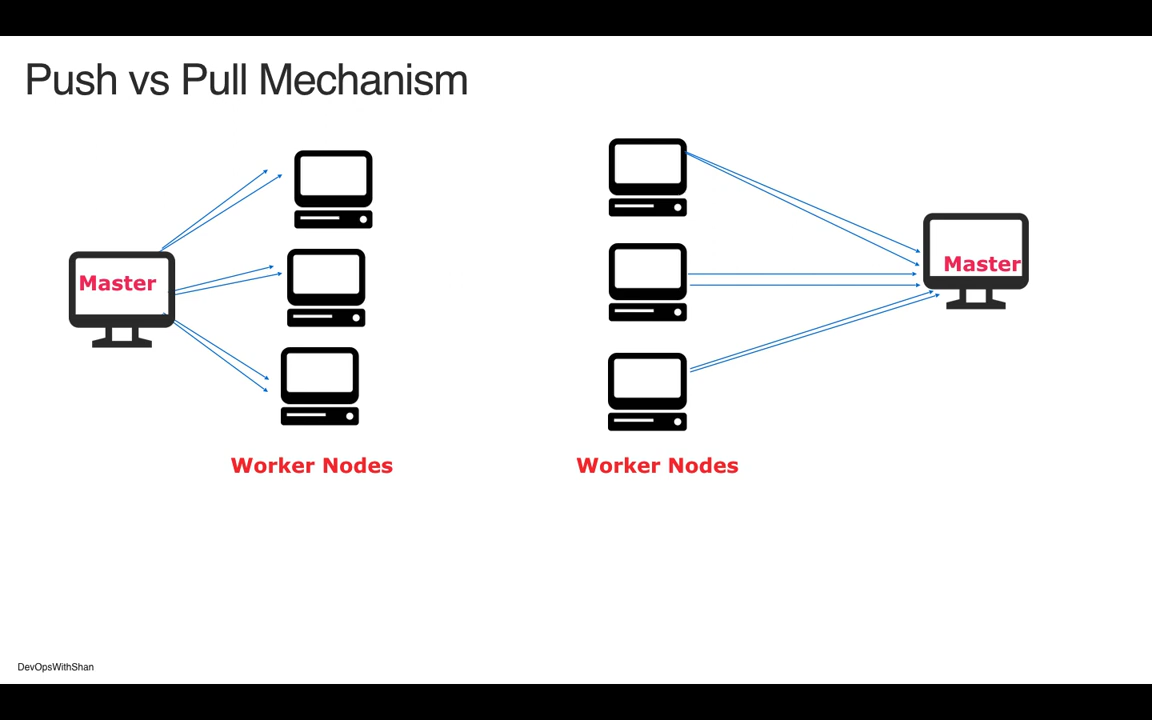 Push vs Pull Mechanism
Master
Worker Nodes
Master
Worker Nodes
DevOpsWithShan